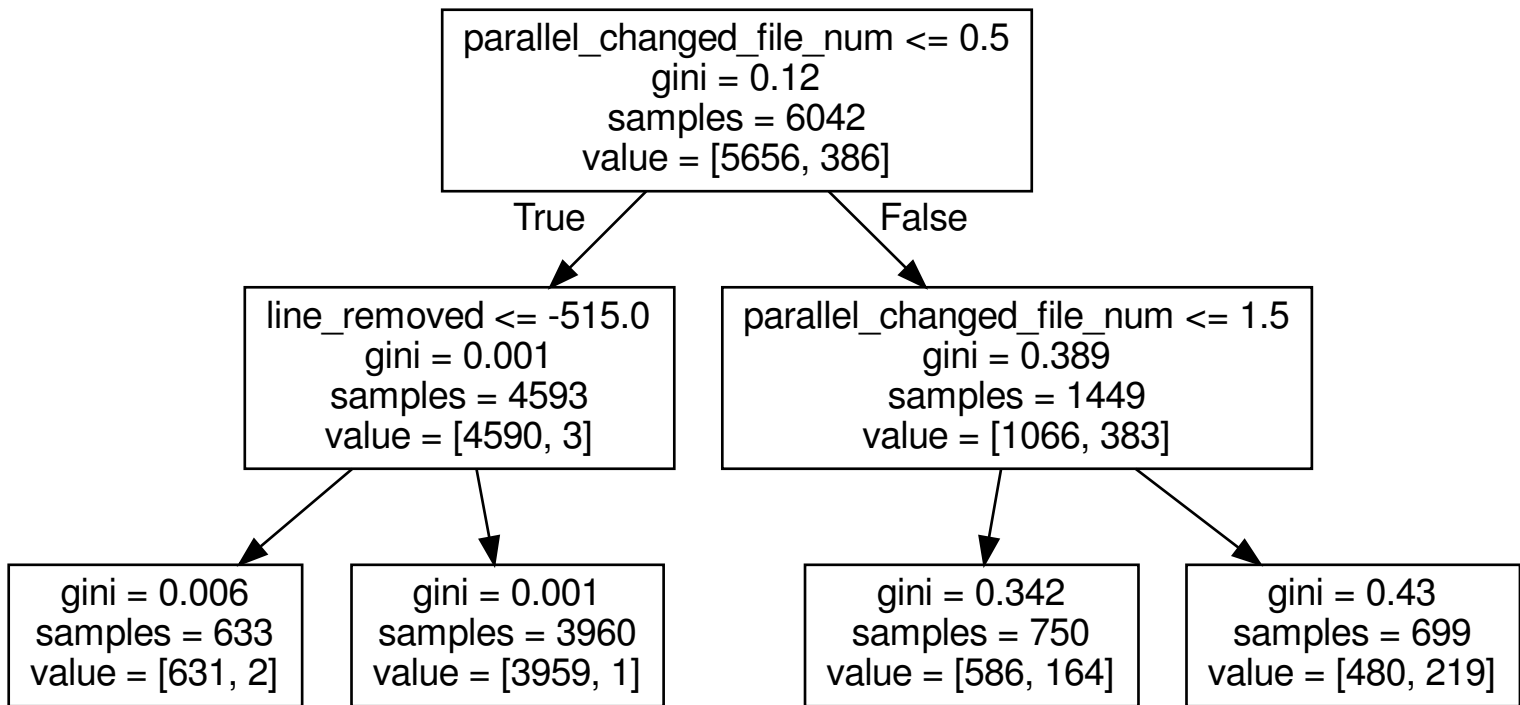 parallel_changed_file_num <= 0.5
gini = 0.12
samples = 6042
value = [5656, 386]
True
False
line_removed <= -515.0
gini = 0.001
samples = 4593
value = [4590, 3]
parallel_changed_file_num <= 1.5
gini = 0.389
samples = 1449
value = [1066, 383]
gini = 0.006
samples = 633
value = [631, 2]
gini = 0.001
samples = 3960
value = [3959, 1]
gini = 0.342
samples = 750
value = [586, 164]
gini = 0.43
samples = 699
value = [480, 219]